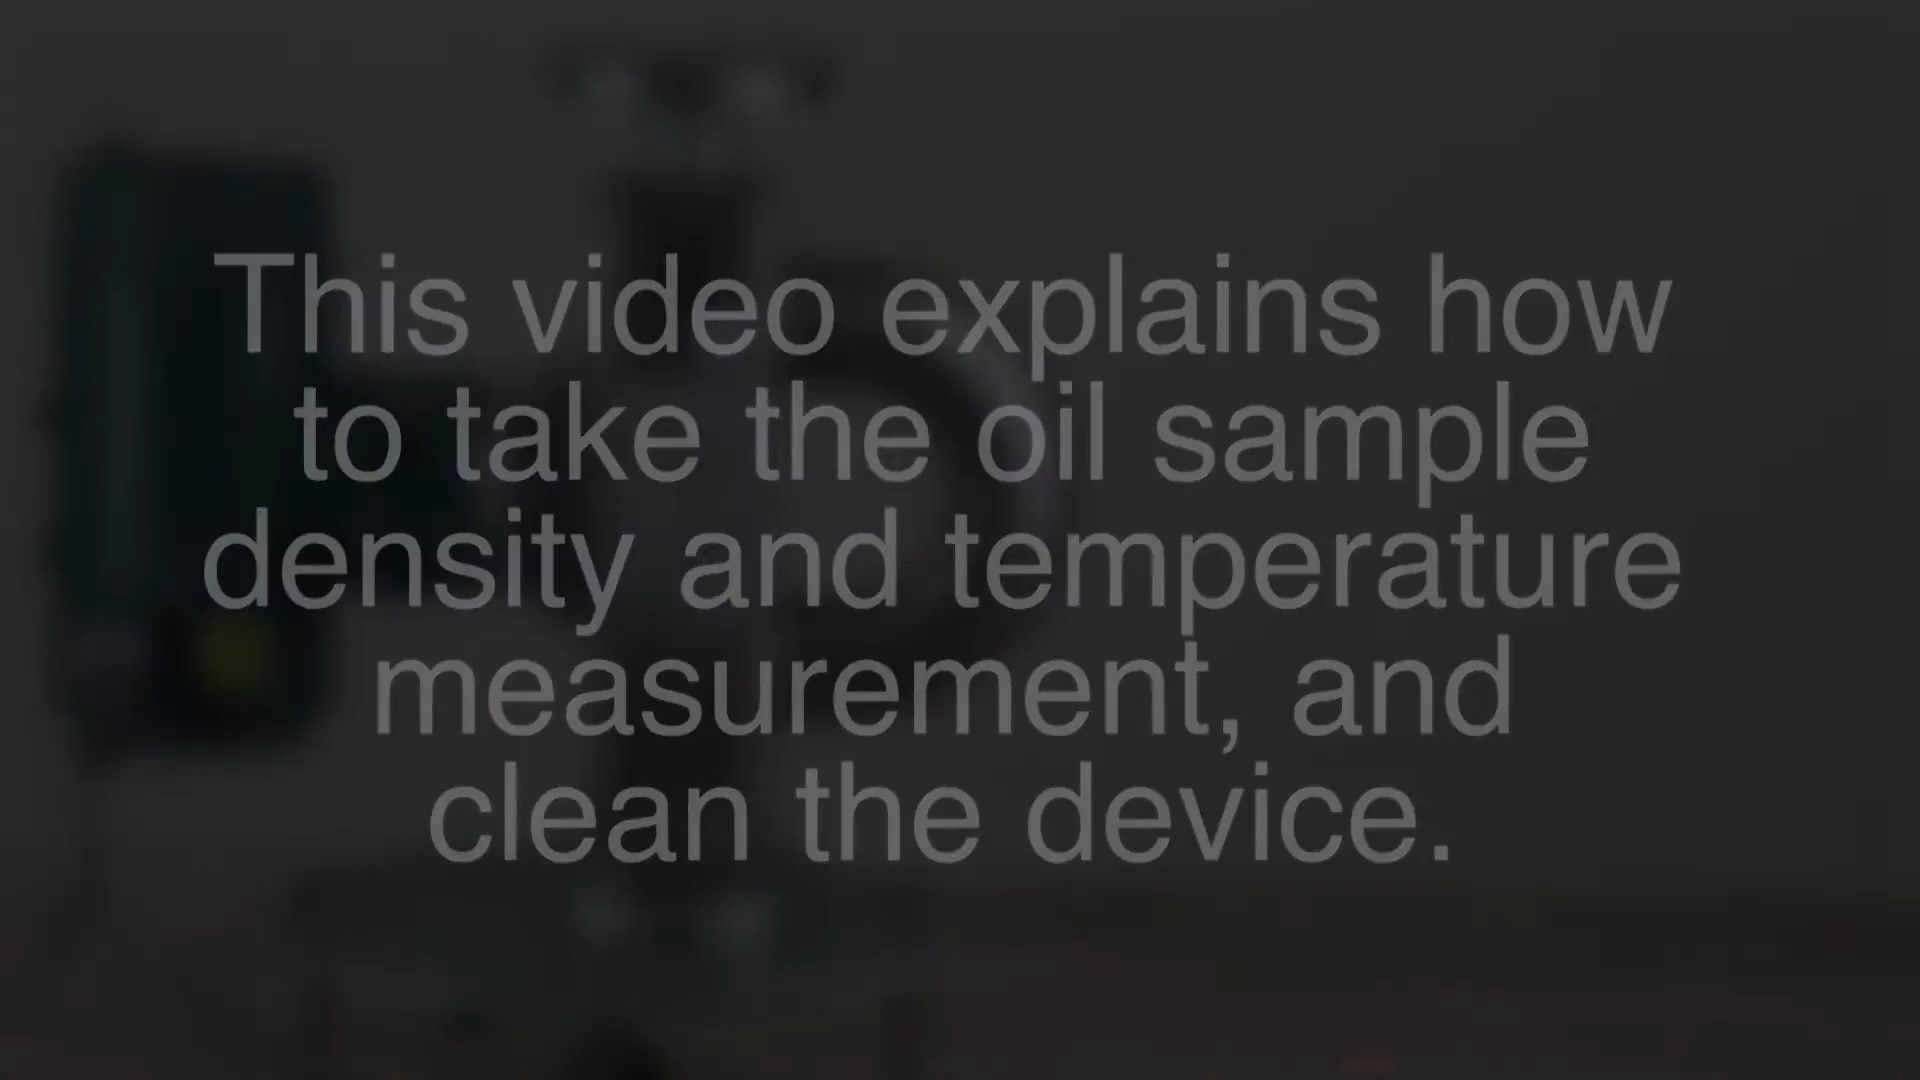 This video explains how
to take the oil sample
density and temperature
measurement, and
clean the device.